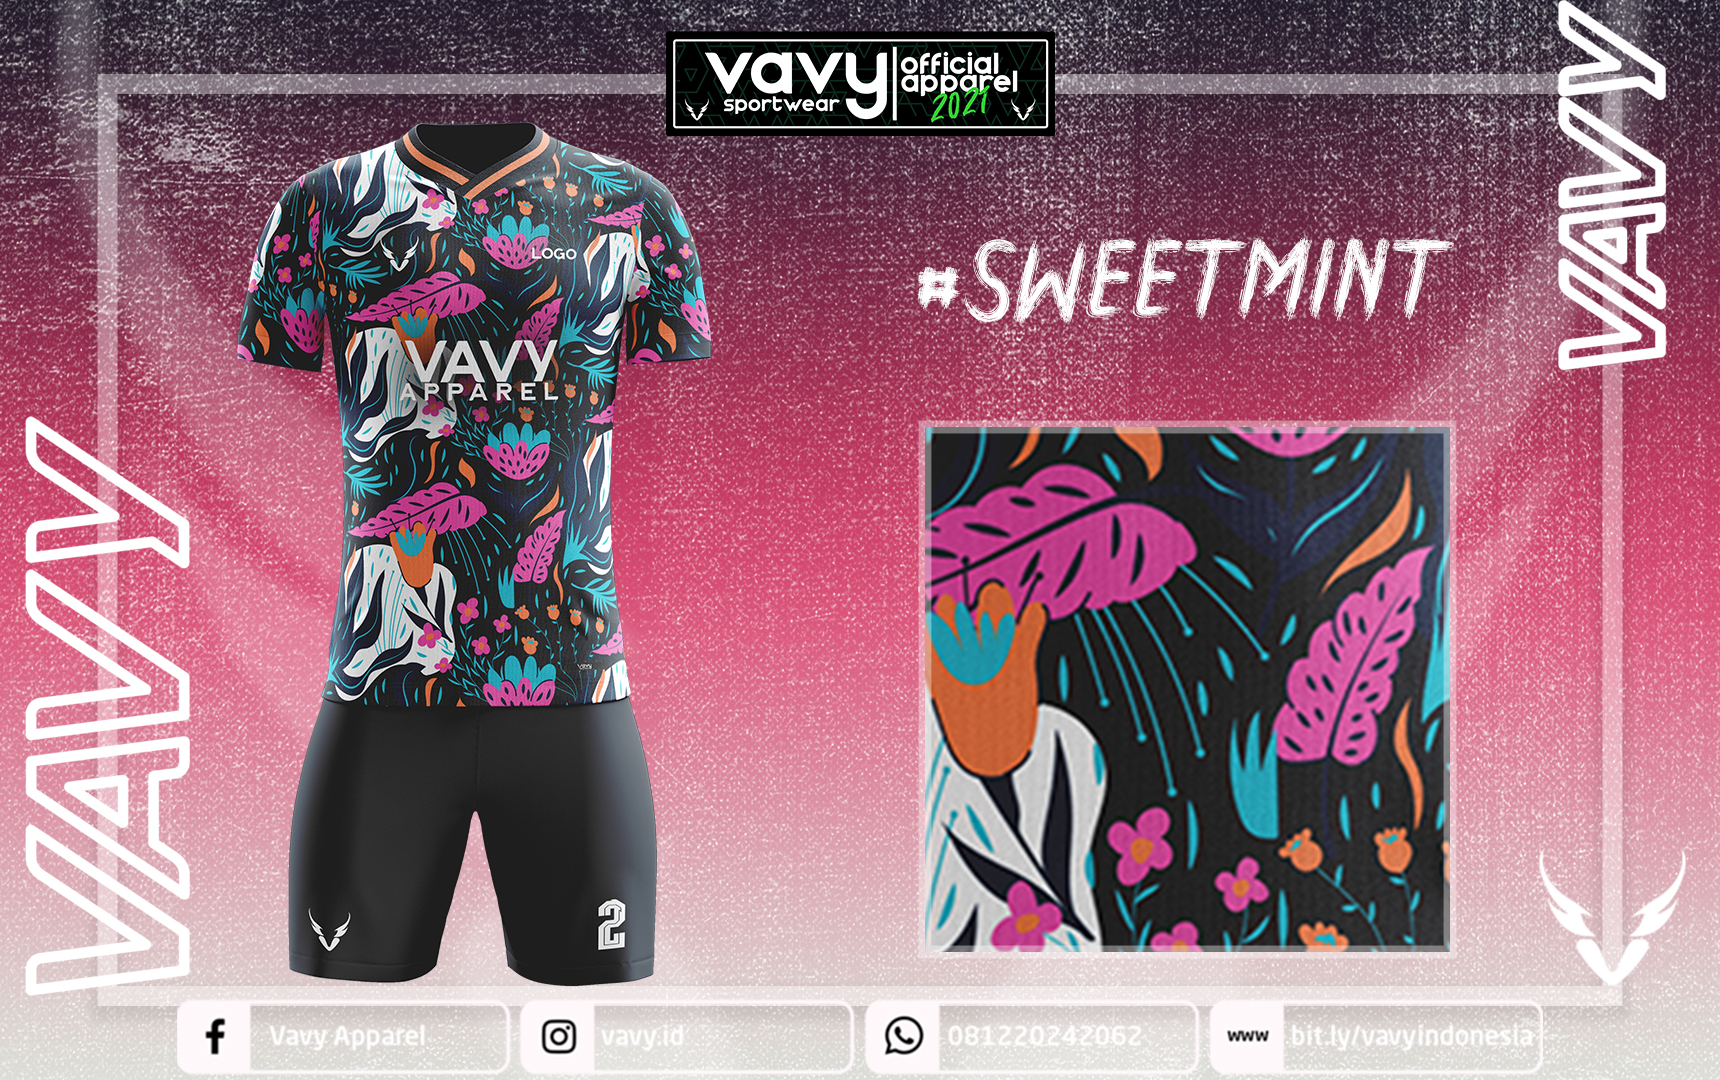 vavy
sportwear
official
apparel
2021
VAVY
#SWEETMINT
LOGO
VAVY
APPAREL
vavy
2
VAVY
Vavy Apparel
vavy.id
081220242062
www
bit.ly/vavyindonesia